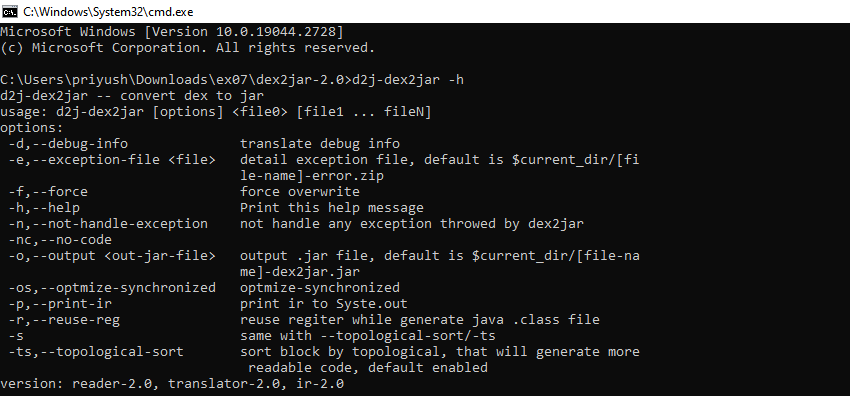 C:\Windows\System32\cmd.exe
Microsoft Windows [Version 10.0.19044.2728]
(c) Microsoft Corporation. All rights reserved.
C:\Users\priyush\Downloads\ex07\dex2jar-2.0>d2j-dex2jar -h
d2j-dex2jar -- convert dex to jar
usage: d2j-dex2jar [options] <file0> [file1 ... fileN]
options:
 -d,--debug-info              translate debug info
 -e,--exception-file <file>   detail exception file, default is $current_dir/[fi
                              le-name]-error.zip
 -f,--force                   force overwrite
 -h,--help                    Print this help message
 -n,--not-handle-exception    not handle any exception throwed by dex2jar
 -nc,--no-code
 -o,--output <out-jar-file>   output .jar file, default is $current_dir/[file-na
                              me]-dex2jar.jar
 -os,--optmize-synchronized   optmize-synchronized
 -p,--print-ir                print ir to Syste.out
 -r,--reuse-reg               reuse regiter while generate java .class file
 -s                           same with --topological-sort/-ts
 -ts,--topological-sort       sort block by topological, that will generate more
                               readable code, default enabled
version: reader-2.0, translator-2.0, ir-2.0